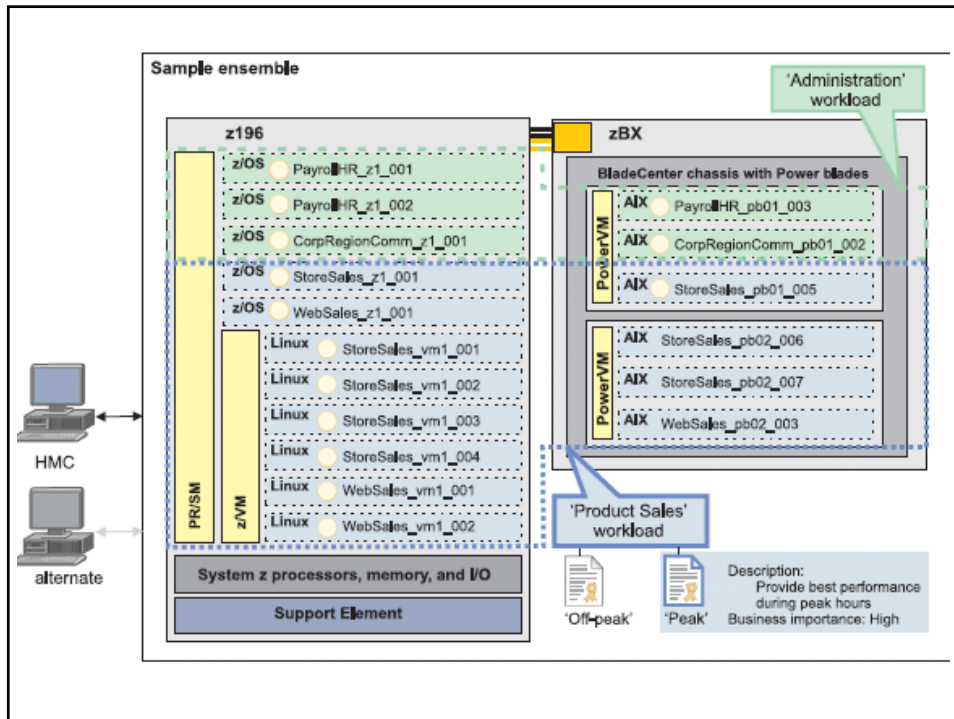 Sample ensemble
'Administration'
workload
z196
zBX
BladeCenter chassis with Power blades
z/OS PayrollHR_z1_001
z/OS PayrollHR_z1_002
z/OS CorpRegionComm_z1_001
z/OS StoreSales_z1_001
z/OS WebSales_z1_001
Linux StoreSales_vm1_001
Linux StoreSales_vm1_002
Linux StoreSales_vm1_003
Linux StoreSales_vm1_004
Linux WebSales_vm1_001
Linux WebSales_vm1_002
PR/SM
z/VM
PowerVM
AIX PayrollHR_pb01_003
AIX CorpRegionComm_pb01_002
AIX StoreSales_pb01_005
PowerVM
AIX StoreSales_pb02_006
AIX StoreSales_pb02_007
AIX WebSales_pb02_003
HMC
alternate
System z processors, memory, and I/O
Support Element
'Product Sales'
workload
'Off-peak'
'Peak'
Description:
Provide best performance
during peak hours
Business importance: High